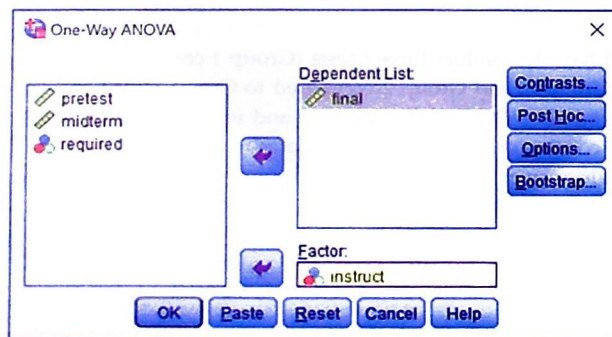 One-Way ANOVA
pretest
midterm
required
Dependent List:
final
Factor:
instruct
Contrasts...
Post Hoc...
Options...
Bootstrap...
OK
Paste
Reset
Cancel
Help